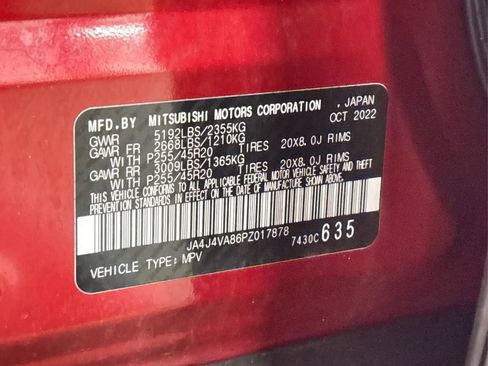 MFD.BY MITSUBISHI MOTORS CORPORATION , JAPAN
GVWR 5192LBS/2355KG OCT 2022
GAWR FR 2668LBS/1210KG
WITH P255/45R20 TIRES 20X8.0J RIMS
GAWR RR 3009LBS/1365KG
WITH P255/45R20 TIRES 20X8.0J RIMS
THIS VEHICLE CONFORMS TO ALL APPLICABLE
FEDERAL MOTOR VEHICLE SAFETY AND THEFT
PREVENTION STANDARDS IN EFFECT ON THE DATE
OF MANUFACTURE SHOWN ABOVE.
JA4J4VA86PZ017878
7430C 635
VEHICLE TYPE: MPV